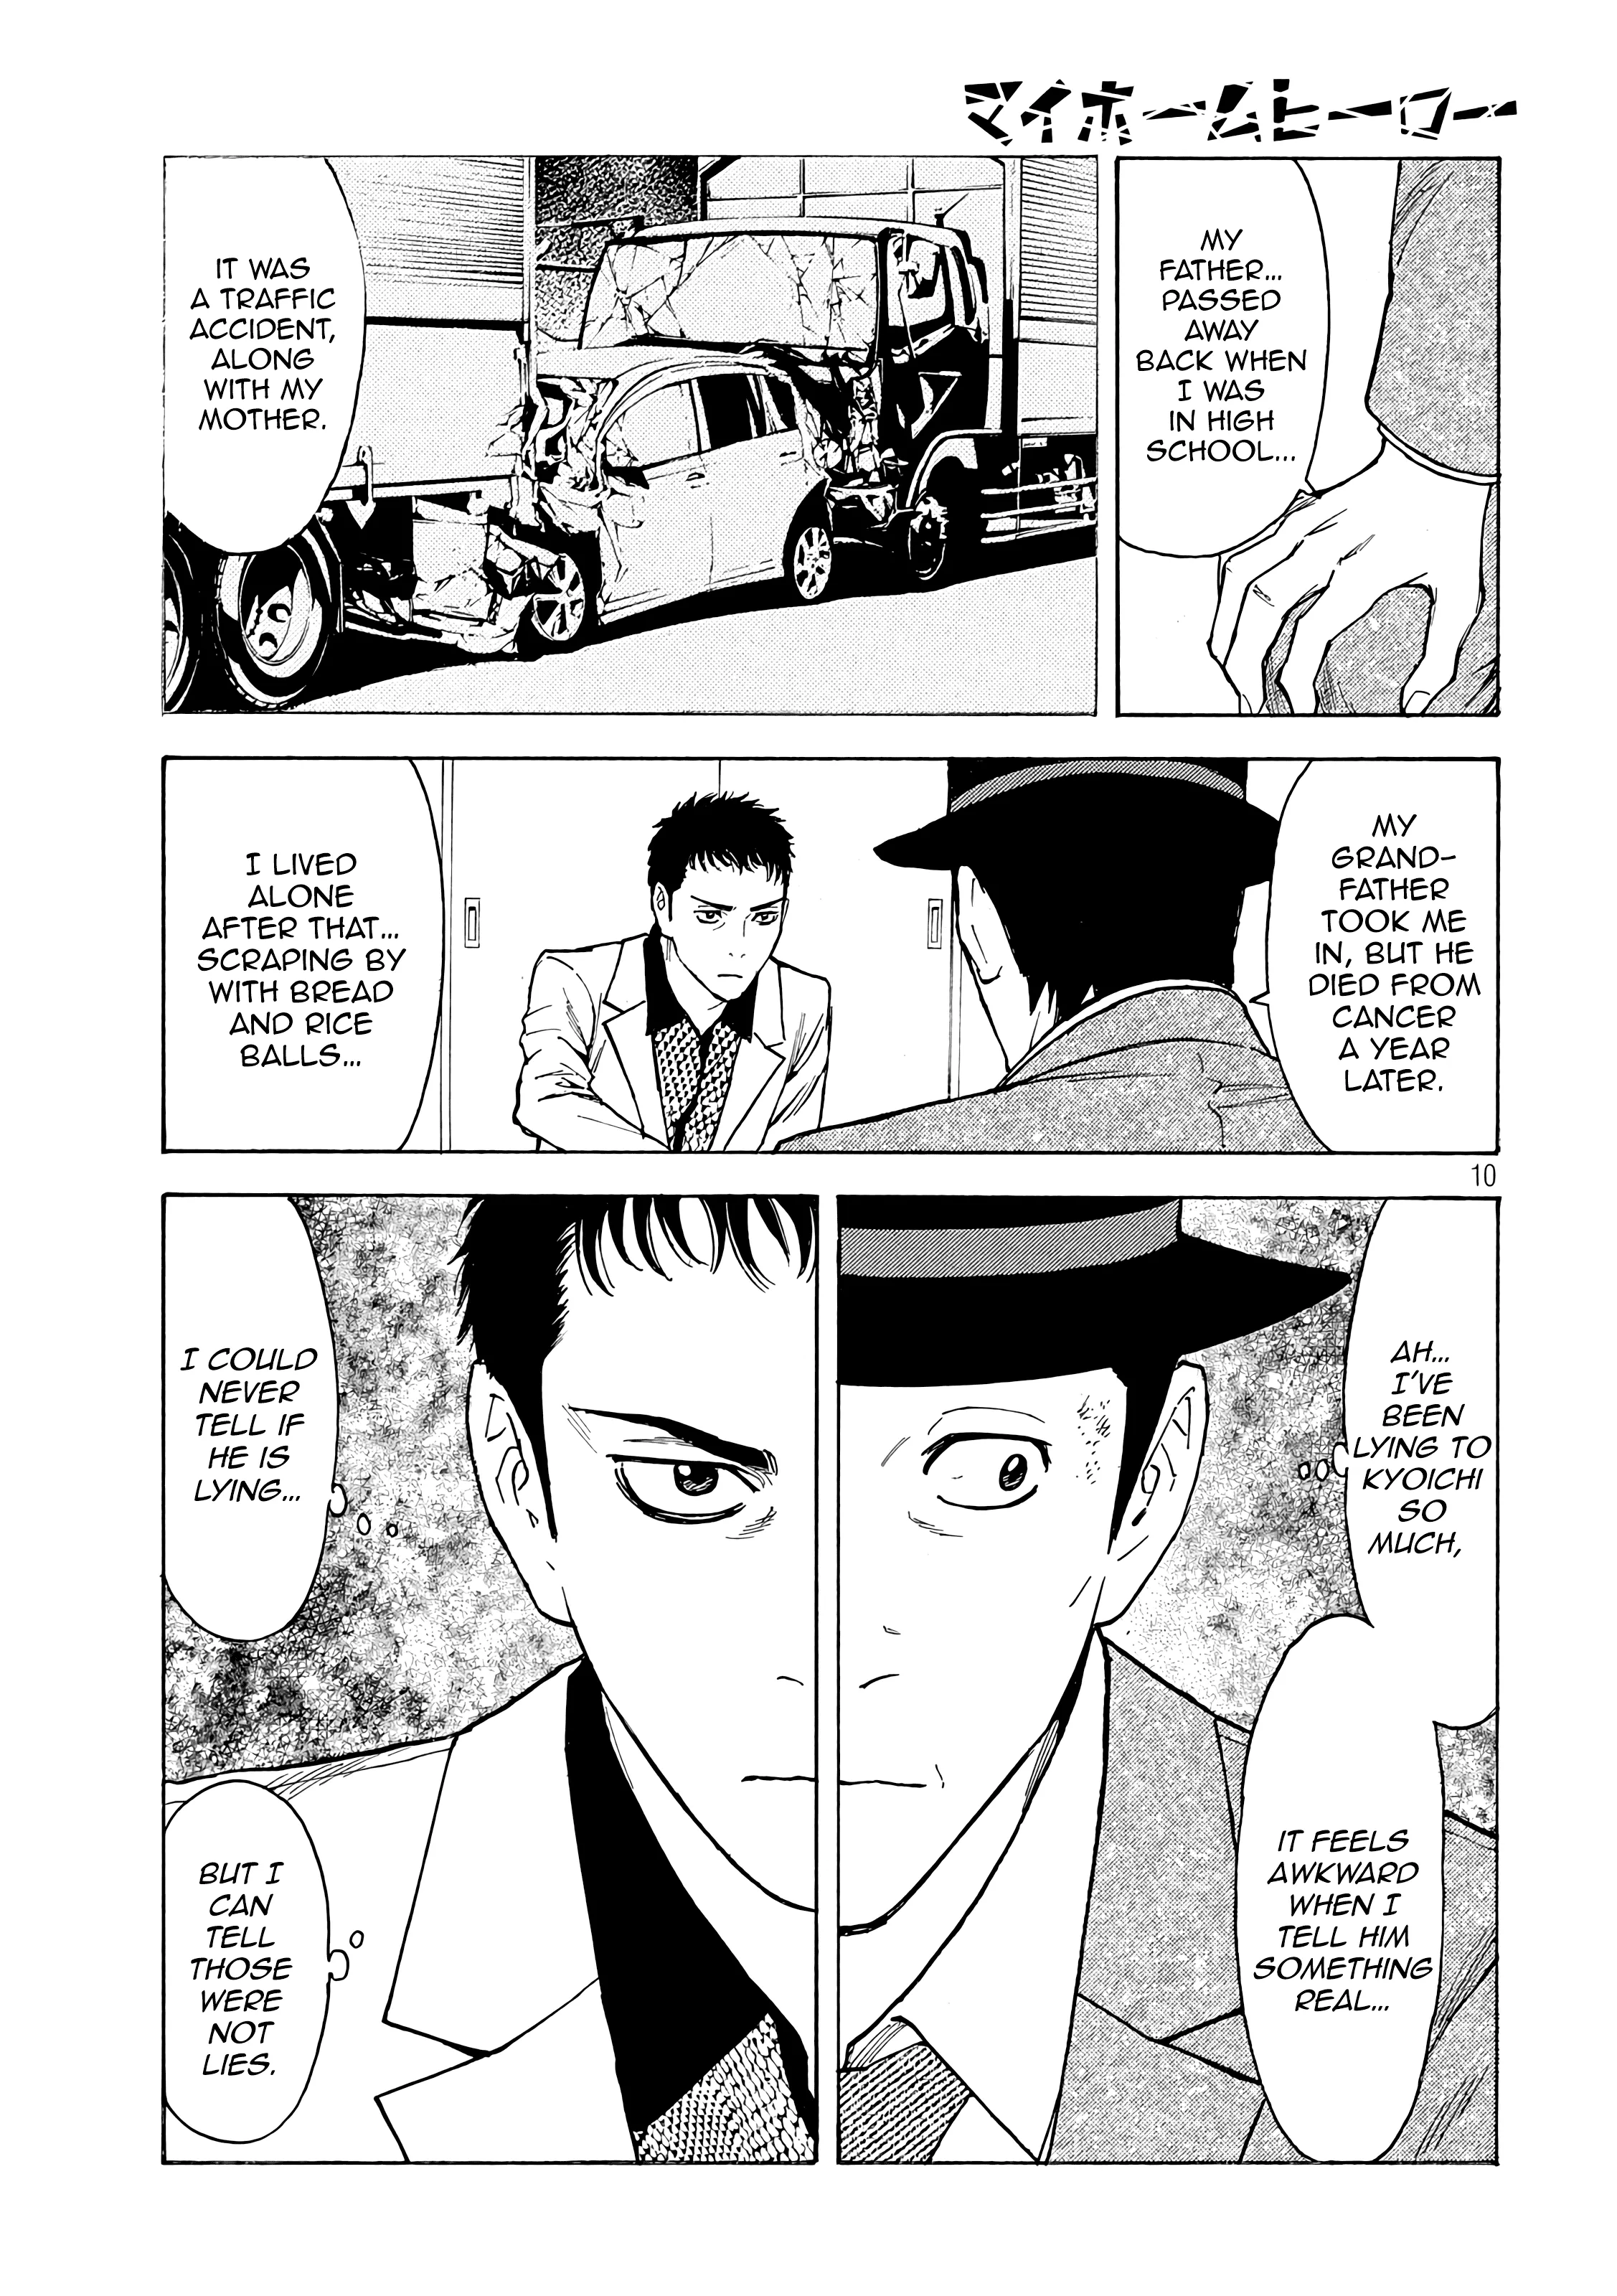 マイホームヒーロー
MY
FATHER...
PASSED
AWAY
BACK WHEN
I WAS
IN HIGH
SCHOOL...
IT WAS
A TRAFFIC
ACCIDENT,
ALONG
WITH MY
MOTHER.
MY
GRAND-
FATHER
TOOK ME
IN, BUT HE
DIED FROM
CANCER
A YEAR
LATER.
I LIVED
ALONE
AFTER THAT...
SCRAPING BY
WITH BREAD
AND RICE
BALLS...
10
AH...
I'VE
BEEN
LYING TO
KYOICHI
SO
MUCH,
IT FEELS
AWKWARD
WHEN I
TELL HIM
SOMETHING
REAL...
I COULD
NEVER
TELL IF
HE IS
LYING...
BUT I
CAN
TELL
THOSE
WERE
NOT
LIES.